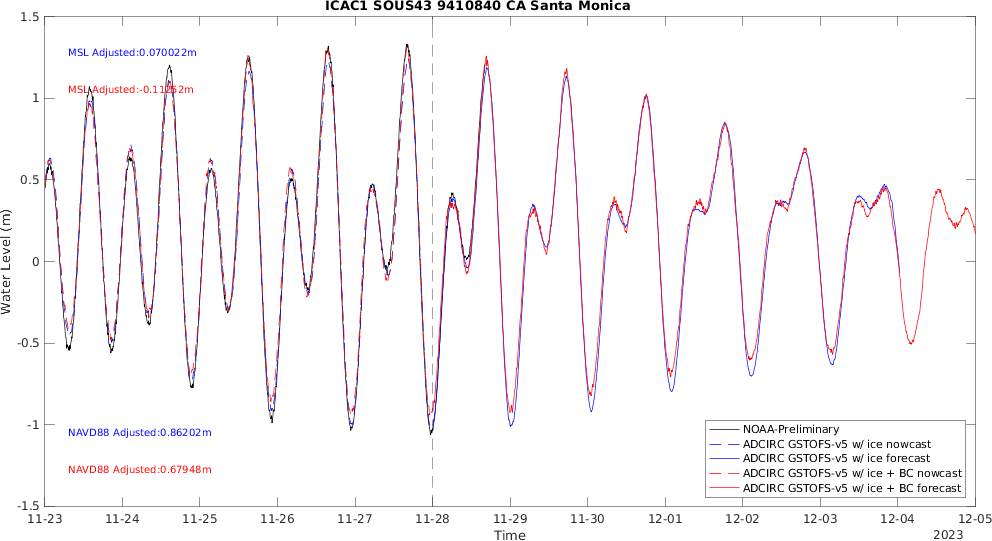 ICAC1 SOUS43 9410840 CA Santa Monica
1.5
1
0.5
0
-0.5
-1
-1.5
Water Level (m)
MSL Adjusted:0.070022m
MSL Adjusted:-0.11252m
NAVD88 Adjusted:0.86202m
NAVD88 Adjusted:0.67948m
NOAA-Preliminary
ADCIRC GSTOFS-v5 w/ ice nowcast
ADCIRC GSTOFS-v5 w/ ice forecast
ADCIRC GSTOFS-v5 w/ ice + BC nowcast
ADCIRC GSTOFS-v5 w/ ice + BC forecast
11-23 11-24 11-25 11-26 11-27 11-28 11-29 11-30 12-01 12-02 12-03 12-04 12-05
Time
2023